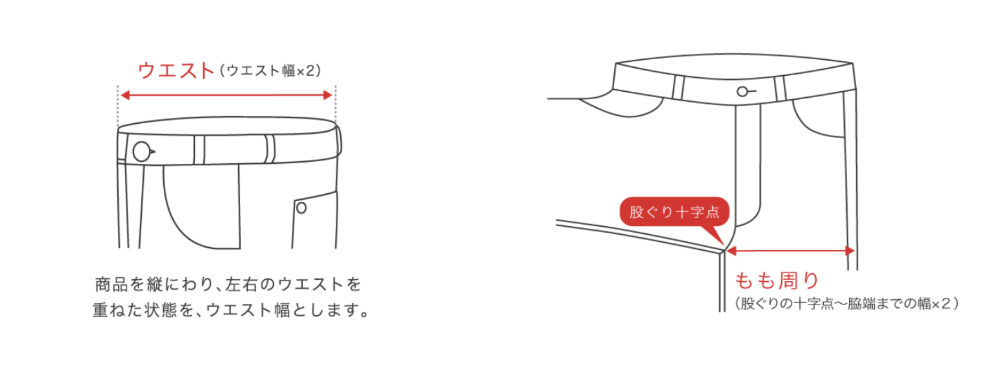 ウエスト(ウエスト幅×2)
商品を縦にわり、左右のウエストを
重ねた状態を、ウエスト幅とします。
股ぐり十字点
もも周り
(股ぐりの十字点〜脇端までの幅×2)